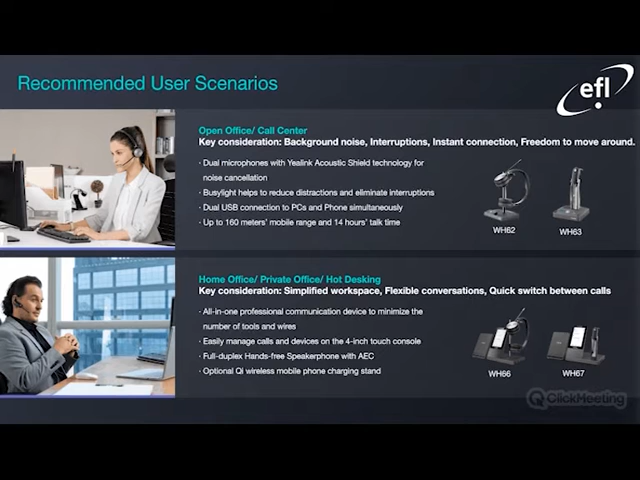 Recommended User Scenarios
efl
Open Office/ Call Center
Key consideration: Background noise, Interruptions, Instant connection, Freedom to move around.
· Dual microphones with Yealink Acoustic Shield technology for
noise cancellation
· Busylight helps to reduce distractions and eliminate interruptions
· Dual USB connection to PCs and Phone simultaneously
· Up to 160 meters' mobile range and 14 hours' talk time
WH62
WH63
Home Office/ Private Office/ Hot Desking
Key consideration: Simplified workspace, Flexible conversations, Quick switch between calls
· All-in-one professional communication device to minimize the
number of tools and wires
· Easily manage calls and devices on the 4-inch touch console
· Full-duplex Hands-free Speakerphone with AEC
· Optional Qi wireless mobile phone charging stand
WH66
WH67
ClickMeeting